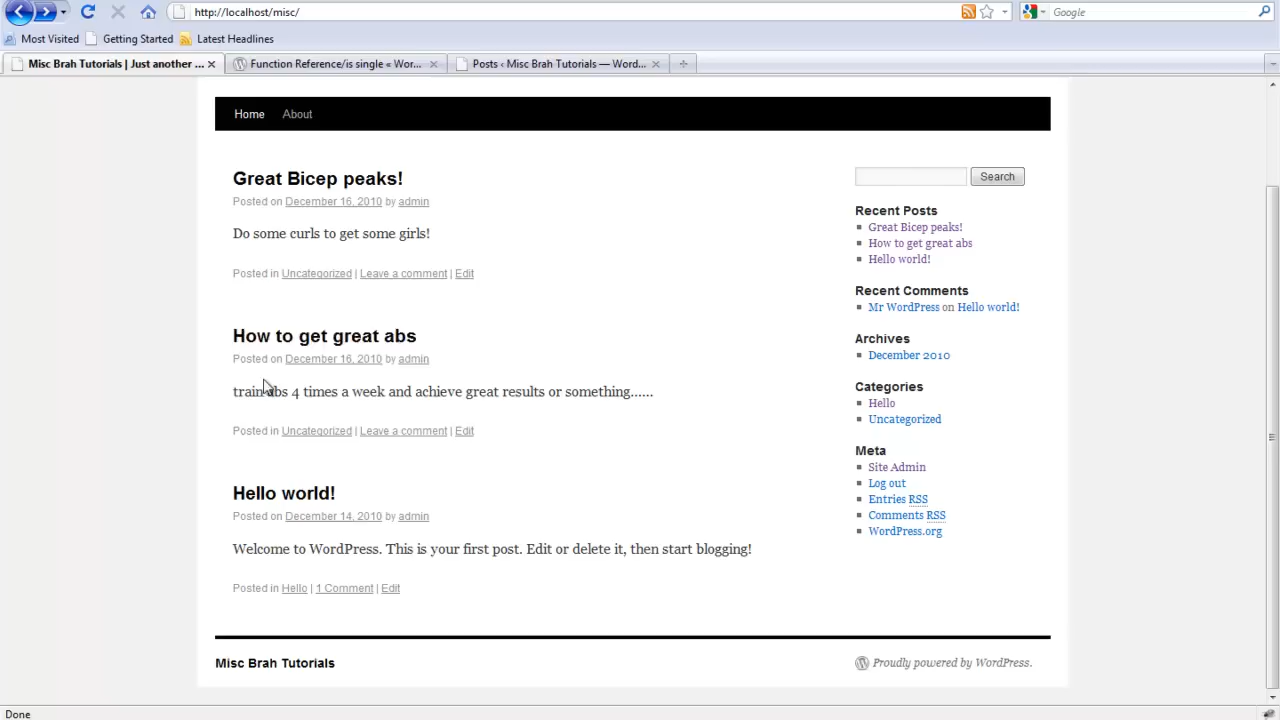 http://localhost/misc/
Google
Most Visited
Getting Started
Latest Headlines
Misc Brah Tutorials | Just another ...
Function Reference/is single « Wor...
Posts ‹ Misc Brah Tutorials — Word...
Home
About
Great Bicep peaks!
Posted on December 16, 2010 by admin
Do some curls to get some girls!
Posted in Uncategorized | Leave a comment | Edit
How to get great abs
Posted on December 16, 2010 by admin
train abs 4 times a week and achieve great results or something……
Posted in Uncategorized | Leave a comment | Edit
Hello world!
Posted on December 14, 2010 by admin
Welcome to WordPress. This is your first post. Edit or delete it, then start blogging!
Posted in Hello | 1 Comment | Edit
Search
Recent Posts
Great Bicep peaks!
How to get great abs
Hello world!
Recent Comments
Mr WordPress on Hello world!
Archives
December 2010
Categories
Hello
Uncategorized
Meta
Site Admin
Log out
Entries RSS
Comments RSS
WordPress.org
Misc Brah Tutorials
Proudly powered by WordPress.
Done